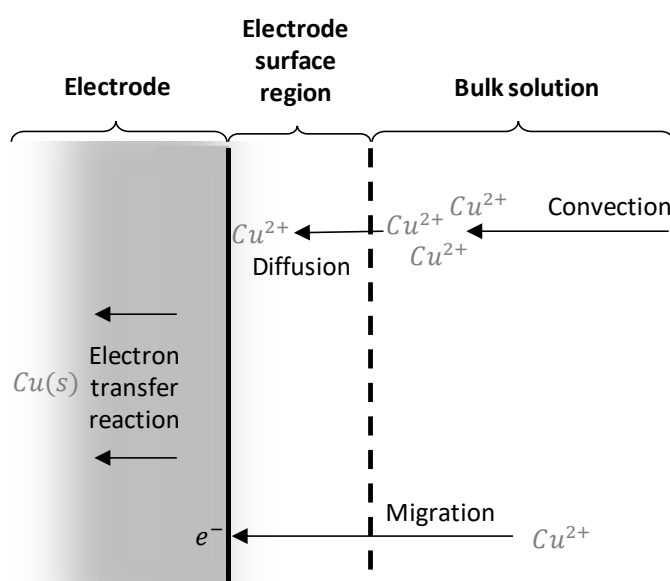 Electrode
Electrode
surface
region
Bulk solution
Cu²⁺
Diffusion
Cu²⁺
Cu²⁺
Cu²⁺
Convection
Cu(s)
Electron
transfer
reaction
e⁻
Migration
Cu²⁺